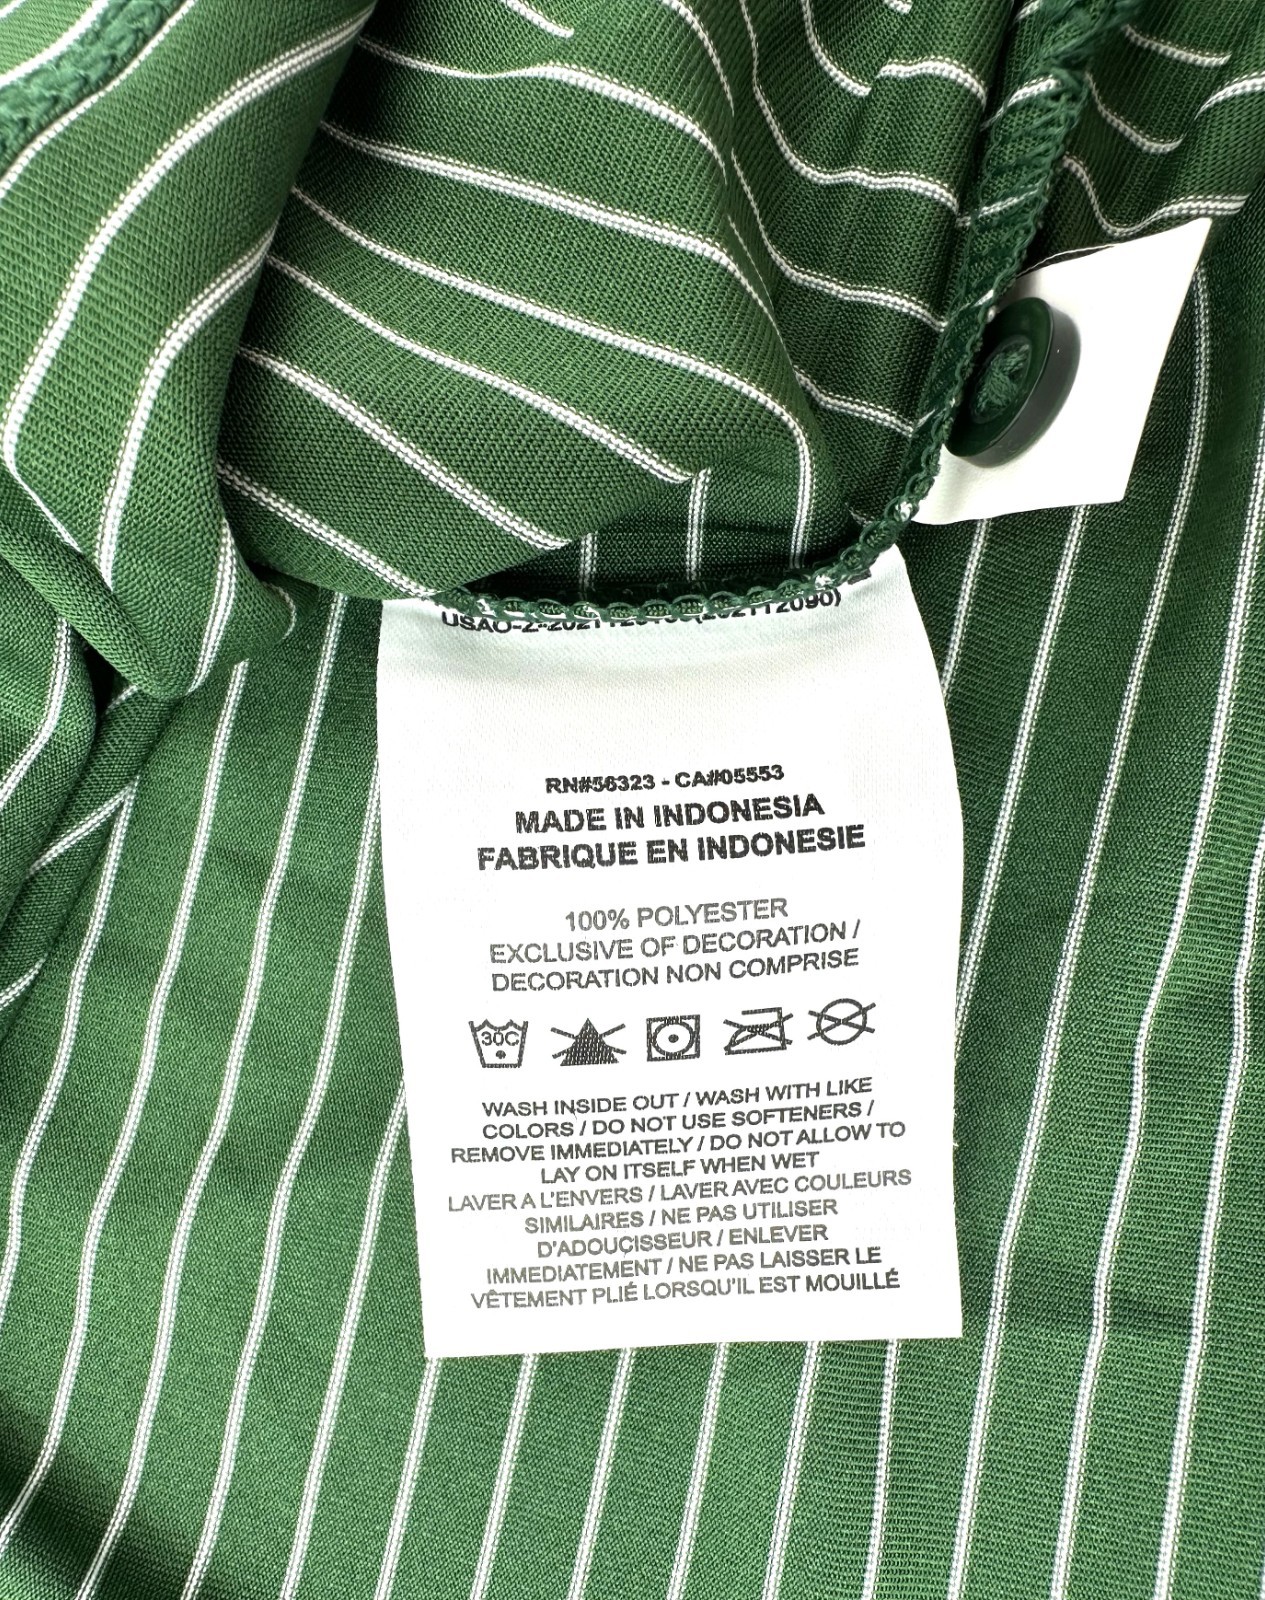 RN#56323 - CA#05553
MADE IN INDONESIA
FABRIQUE EN INDONESIE
100% POLYESTER
EXCLUSIVE OF DECORATION /
DECORATION NON COMPRISE
30C
WASH INSIDE OUT / WASH WITH LIKE
COLORS / DO NOT USE SOFTENERS /
REMOVE IMMEDIATELY / DO NOT ALLOW TO
LAY ON ITSELF WHEN WET
LAVER A L'ENVERS / LAVER AVEC COULEURS
SIMILAIRES / NE PAS UTILISER
D'ADOUÇISSEUR / ENLEVER
IMMEDIATEMENT / NE PAS LAISSER LE
VÊTEMENT PLIÉ LORSQU'IL EST MOUILLÉ